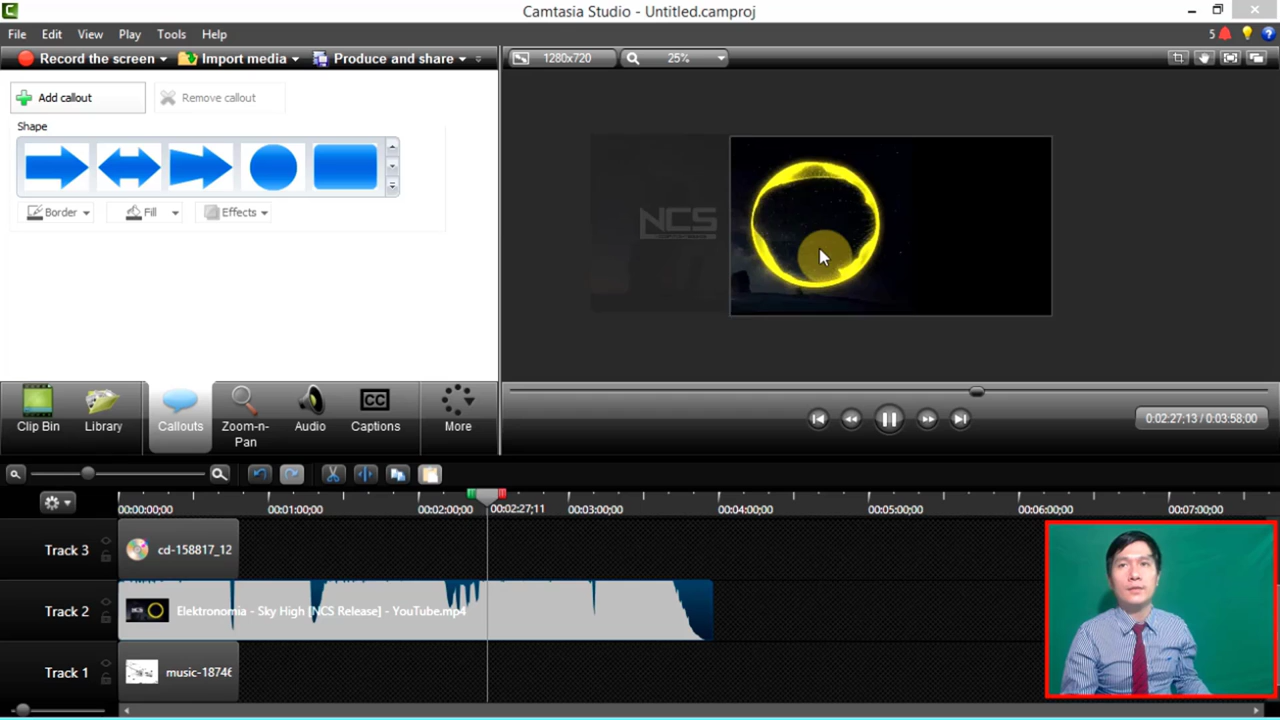 Camtasia Studio - Untitled.camproj
File Edit View Play Tools Help
5
Record the screen Import media Produce and share
1280x720 25%
Add callout Remove callout
Shape
Border Fill Effects
NCS
Clip Bin Library Callouts Zoom-n-Pan Audio Captions More
CC
0:02:27;13 / 0:03:58;00
00:00:00;00 00:01:00;00 00:02:00;00 00:02:27;11 00:03:00;00 00:04:00;00 00:05:00;00 00:06:00;00 00:07:00;00
Track 3 cd-158817_12
Track 2 Elektronomia - Sky High [NCS Release] - YouTube.mp4
Track 1 music-18746